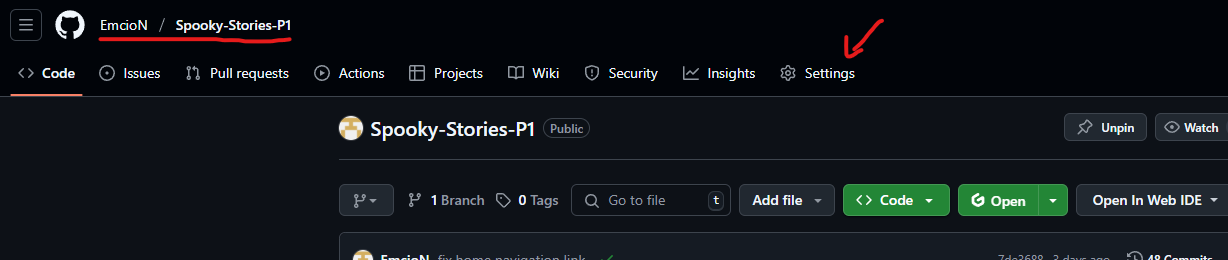 EmcioN / Spooky-Stories-P1
Code Issues Pull requests Actions Projects Wiki Security Insights Settings
Spooky-Stories-P1 Public Unpin Watch
1 Branch 0 Tags Go to file t Add file Code Open Open In Web IDE
EmcioN fix home navigation link 7de3688 · 3 days ago 48 Commits